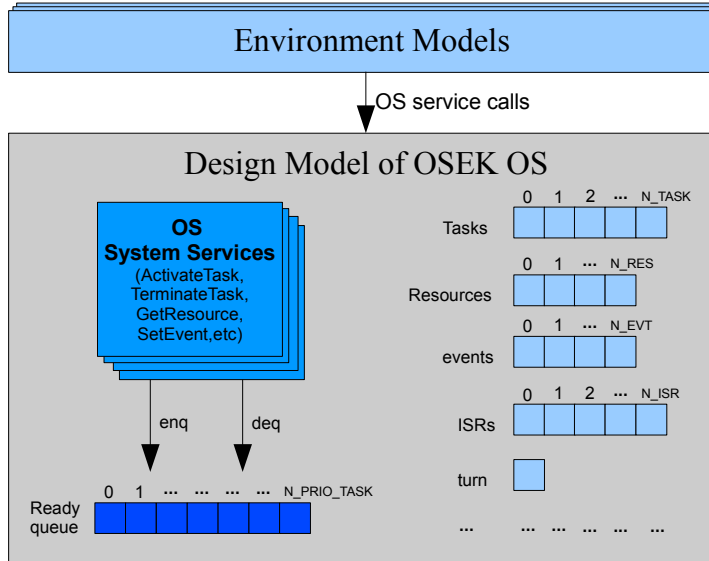 Environment Models
OS service calls
Design Model of OSEK OS
OS
System Services
(ActivateTask,
TerminateTask,
GetResource,
SetEvent,etc)
enq
deq
0 1 ... ... ... ... N_PRIO_TASK
Ready
queue
0 1 2 ... N_TASK
Tasks
0 1 ... N_RES
Resources
0 1 ... N_EVT
events
0 1 2 ... N_ISR
ISRs
turn
... ... ... ... ... ...